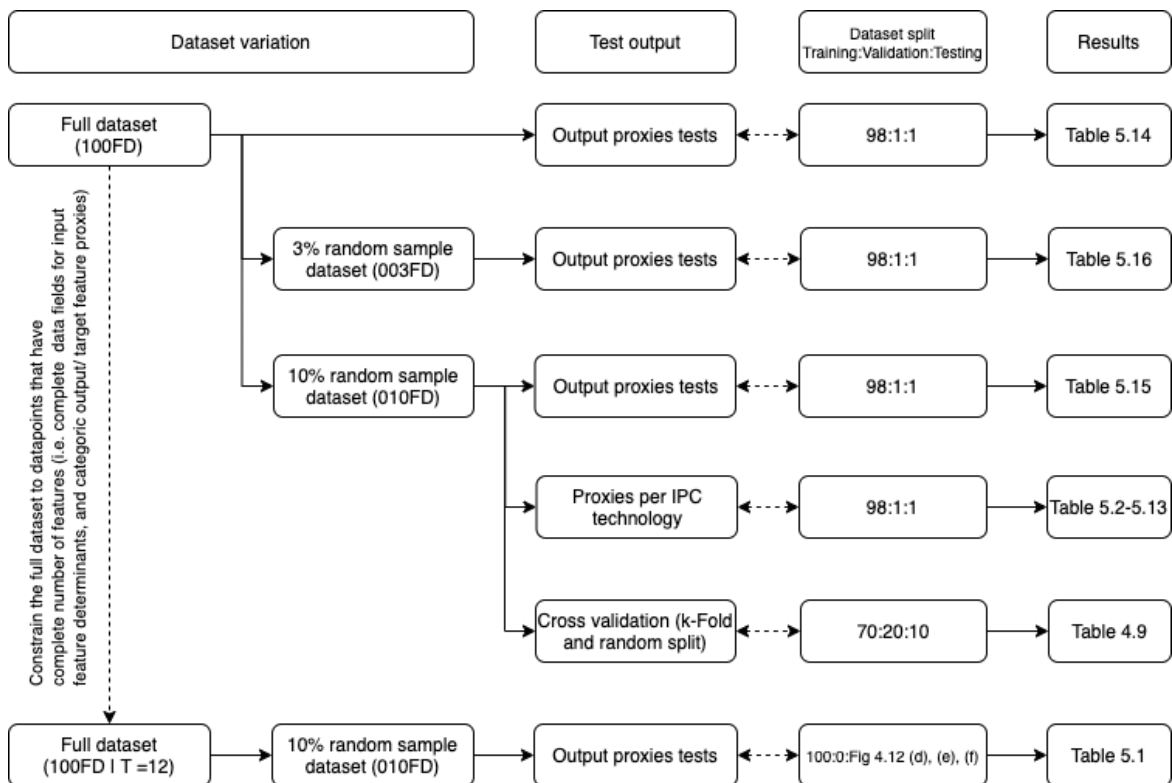 Dataset variation
Test output
Dataset split
Training:Validation:Testing
Results
Full dataset
(100FD)
Output proxies tests
98:1:1
Table 5.14
3% random sample
dataset (003FD)
Output proxies tests
98:1:1
Table 5.16
10% random sample
dataset (010FD)
Output proxies tests
98:1:1
Table 5.15
Proxies per IPC
technology
98:1:1
Table 5.2-5.13
Cross validation (k-Fold
and random split)
70:20:10
Table 4.9
Constrain the full dataset to datapoints that have
complete number of features (i.e. complete data fields for input
feature determinants, and categoric output/ target feature proxies)
Full dataset
(100FD I T =12)
10% random sample
dataset (010FD)
Output proxies tests
100:0:Fig 4.12 (d), (e), (f)
Table 5.1